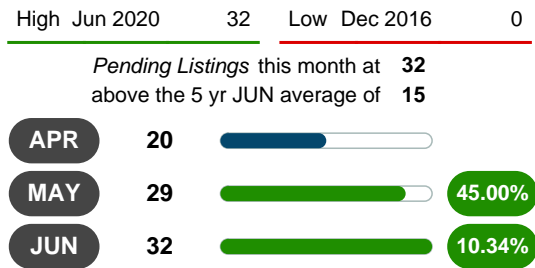 High Jun 2020 32 Low Dec 2016 0
Pending Listings this month at 32
above the 5 yr JUN average of 15
APR 20
MAY 29 45.00%
JUN 32 10.34%